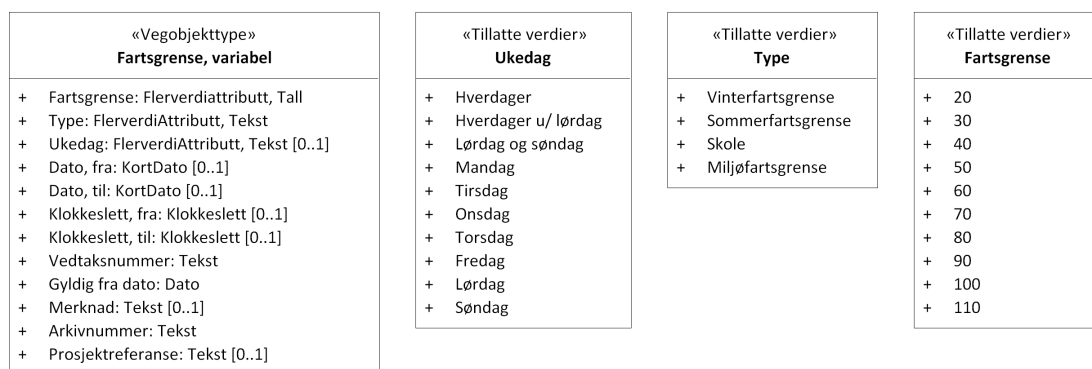 «Vegobjekttype»
Fartsgrense, variabel
+ Fartsgrense: Flerverdiattributt, Tall
+ Type: FlerverdiAttributt, Tekst
+ Ukedag: FlerverdiAttributt, Tekst [0..1]
+ Dato, fra: KortDato [0..1]
+ Dato, til: KortDato [0..1]
+ Klokkeslett, fra: Klokkeslett [0..1]
+ Klokkeslett, til: Klokkeslett [0..1]
+ Vedtaksnummer: Tekst
+ Gyldig fra dato: Dato
+ Merknad: Tekst [0..1]
+ Arkivnummer: Tekst
+ Prosjektreferanse: Tekst [0..1]
«Tillatte verdier»
Ukedag
+ Hverdager
+ Hverdager u/ lørdag
+ Lørdag og søndag
+ Mandag
+ Tirsdag
+ Onsdag
+ Torsdag
+ Fredag
+ Lørdag
+ Søndag
«Tillatte verdier»
Type
+ Vinterfartsgrense
+ Sommerfartsgrense
+ Skole
+ Miljøfartsgrense
«Tillatte verdier»
Fartsgrense
+ 20
+ 30
+ 40
+ 50
+ 60
+ 70
+ 80
+ 90
+ 100
+ 110